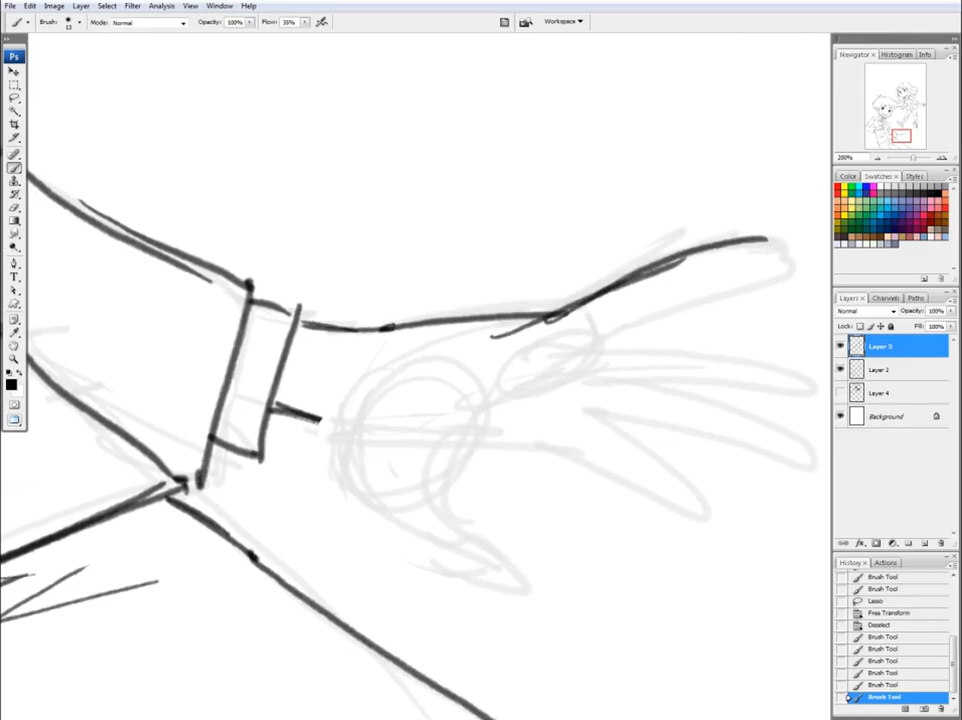 File Edit Image Layer Select Filter Analysis View Window Help
Brush: 13 Mode: Normal Opacity: 100% Flow: 35% Workspace
Ps
Navigator × Histogram Info
200%
Color Swatches × Styles
Layers × Channels Paths
Normal Opacity: 100%
Lock: Fill: 100%
Layer 5
Layer 2
Layer 4
Background
History × Actions
Brush Tool
Brush Tool
Lasso
Free Transform
Deselect
Brush Tool
Brush Tool
Brush Tool
Brush Tool
Brush Tool
Brush Tool